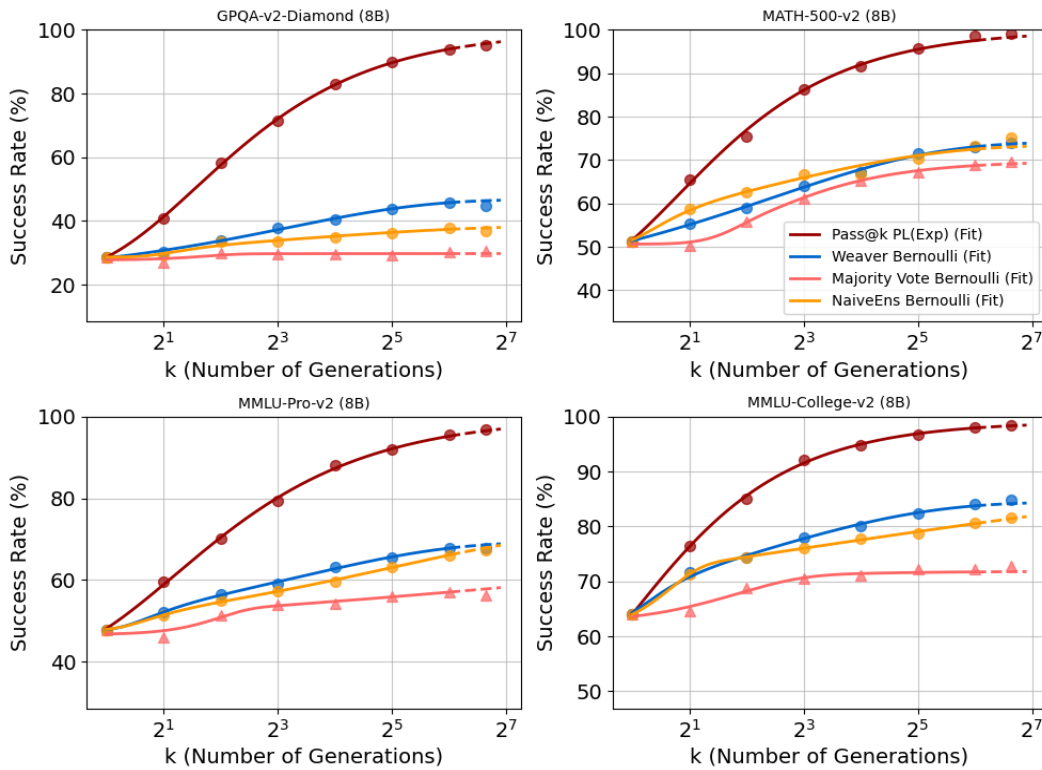 GPQA-v2-Diamond (8B)
100
80
60
40
20
Success Rate (%)
2^1
2^3
2^5
2^7
k (Number of Generations)
MATH-500-v2 (8B)
100
90
80
70
60
50
40
Success Rate (%)
Pass@k PL(Exp) (Fit)
Weaver Bernoulli (Fit)
Majority Vote Bernoulli (Fit)
NaiveEns Bernoulli (Fit)
2^1
2^3
2^5
2^7
k (Number of Generations)
MMLU-Pro-v2 (8B)
100
80
60
40
Success Rate (%)
2^1
2^3
2^5
2^7
k (Number of Generations)
MMLU-College-v2 (8B)
100
90
80
70
60
50
Success Rate (%)
2^1
2^3
2^5
2^7
k (Number of Generations)